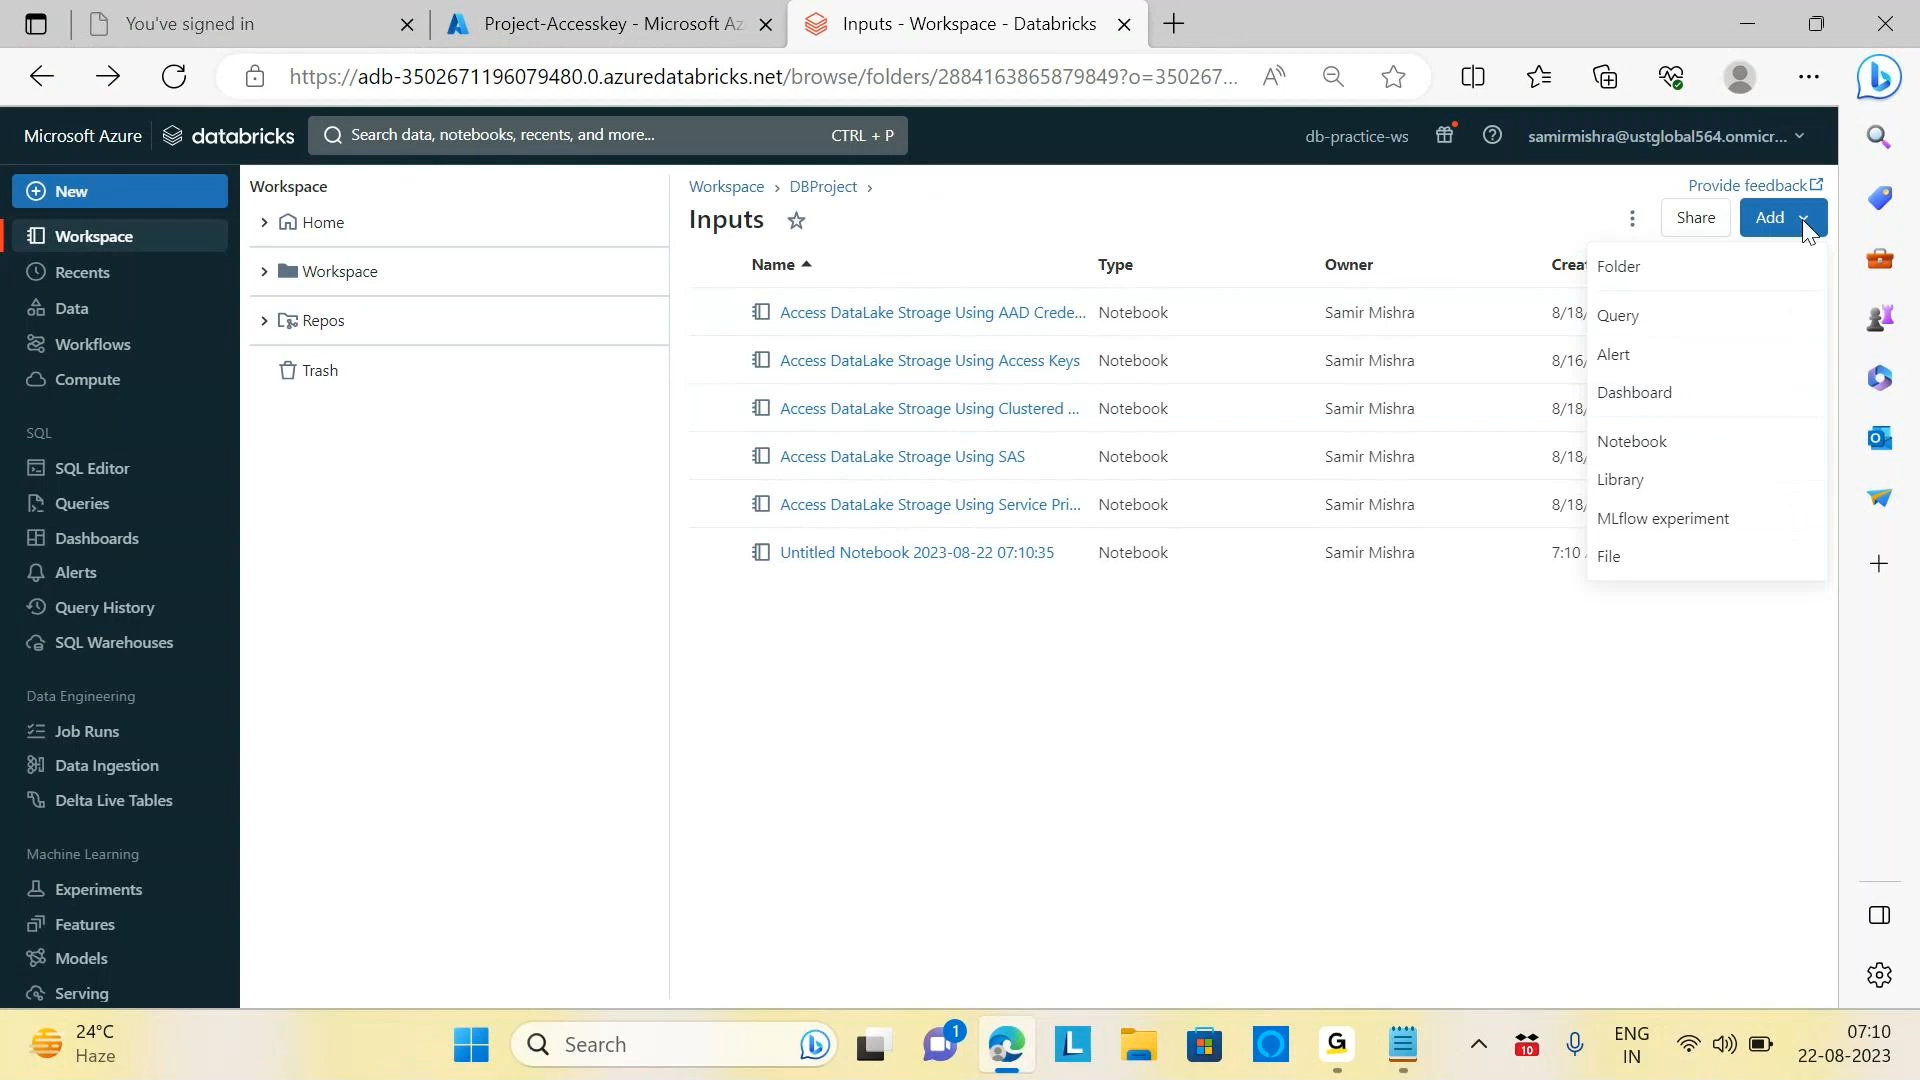 You've signed in
Project-Accesskey - Microsoft Az
Inputs - Workspace - Databricks
https://adb-3502671196079480.0.azuredatabricks.net/browse/folders/2884163865879849?o=350267...
Microsoft Azure
databricks
Search data, notebooks, recents, and more...
CTRL + P
db-practice-ws
samirmishra@ustglobal564.onmicr...
New
Workspace
Recents
Data
Workflows
Compute
SQL
SQL Editor
Queries
Dashboards
Alerts
Query History
SQL Warehouses
Data Engineering
Job Runs
Data Ingestion
Delta Live Tables
Machine Learning
Experiments
Features
Models
Serving
Workspace
Home
Workspace
Repos
Trash
Workspace › DBProject ›
Provide feedback
Inputs
Share
Add
Name Type Owner Creat
Access DataLake Stroage Using AAD Crede... Notebook Samir Mishra 8/18/
Access DataLake Stroage Using Access Keys Notebook Samir Mishra 8/16/
Access DataLake Stroage Using Clustered ... Notebook Samir Mishra 8/18/
Access DataLake Stroage Using SAS Notebook Samir Mishra 8/18/
Access DataLake Stroage Using Service Pri... Notebook Samir Mishra 8/18/
Untitled Notebook 2023-08-22 07:10:35 Notebook Samir Mishra 7:10
Folder
Query
Alert
Dashboard
Notebook
Library
MLflow experiment
File
24°C
Haze
Search
1
10
ENG
IN
07:10
22-08-2023